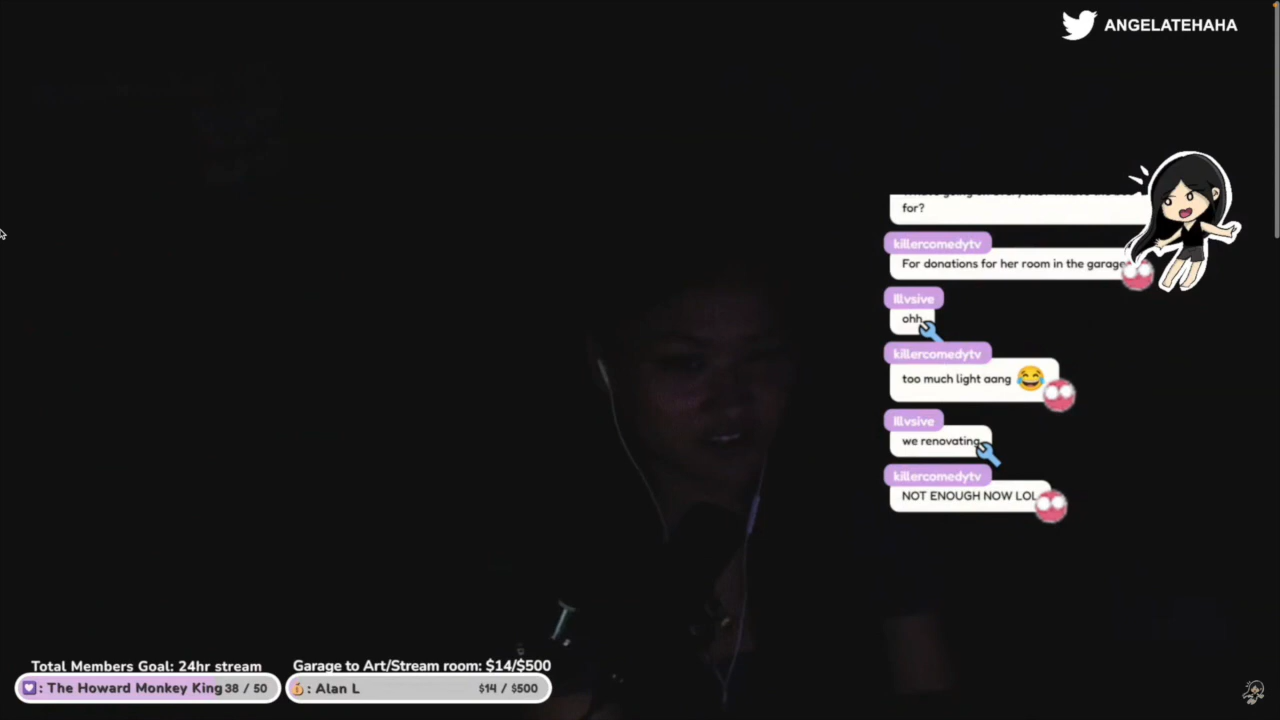 ANGELATEHAHA
for?
killercomedytv
For donations for her room in the garage
Illvsive
ohh
killercomedytv
too much light aang 😂
Illvsive
we renovating
killercomedytv
NOT ENOUGH NOW LOL
Total Members Goal: 24hr stream
Garage to Art/Stream room: $14/$500
: The Howard Monkey King 38 / 50
: Alan L $14 / $500